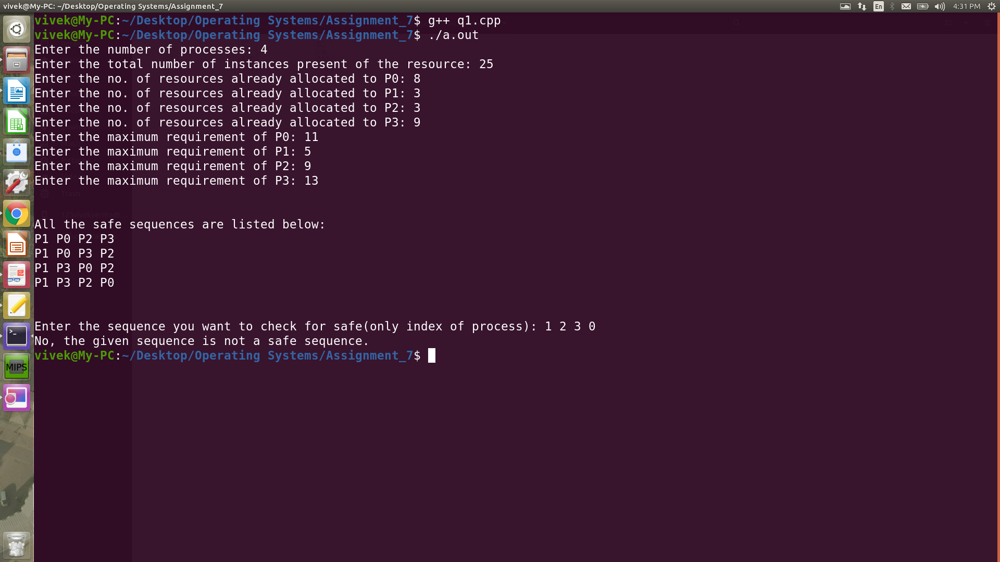 vivek@My-PC: ~/Desktop/Operating Systems/Assignment_7
En
4:31 PM
vivek@My-PC:~/Desktop/Operating Systems/Assignment_7$ g++ q1.cpp
vivek@My-PC:~/Desktop/Operating Systems/Assignment_7$ ./a.out
Enter the number of processes: 4
Enter the total number of instances present of the resource: 25
Enter the no. of resources already allocated to P0: 8
Enter the no. of resources already allocated to P1: 3
Enter the no. of resources already allocated to P2: 3
Enter the no. of resources already allocated to P3: 9
Enter the maximum requirement of P0: 11
Enter the maximum requirement of P1: 5
Enter the maximum requirement of P2: 9
Enter the maximum requirement of P3: 13
Trash
All the safe sequences are listed below:
P1 P0 P2 P3
P1 P0 P3 P2
P1 P3 P0 P2
P1 P3 P2 P0
Enter the sequence you want to check for safe(only index of process): 1 2 3 0
No, the given sequence is not a safe sequence.
vivek@My-PC:~/Desktop/Operating Systems/Assignment_7$
MIPS